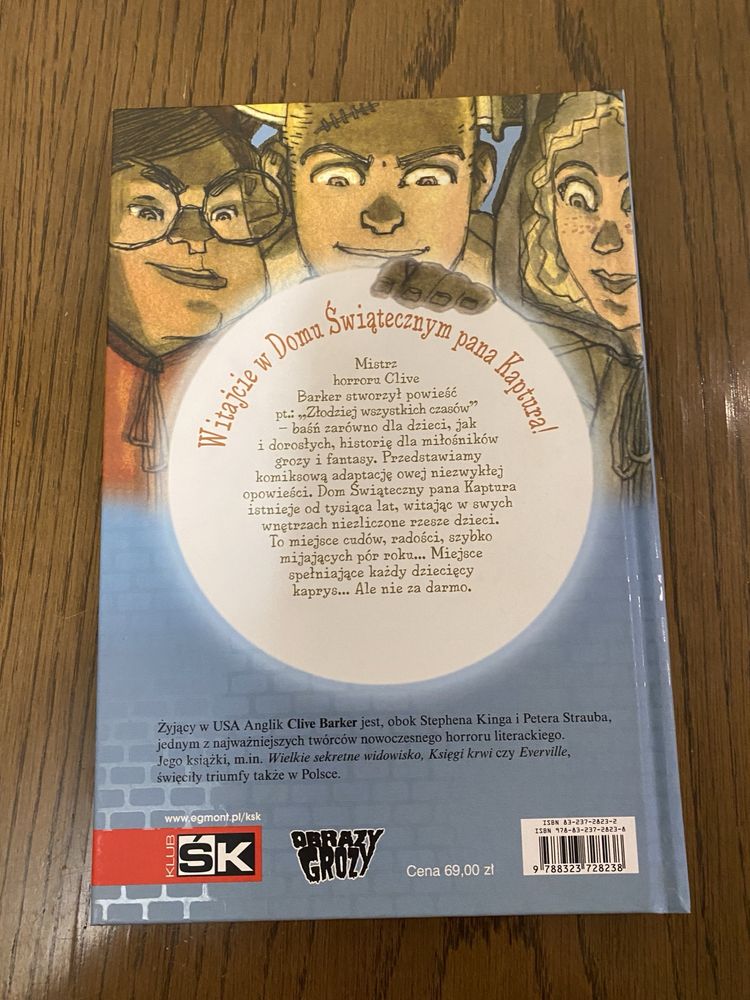 Witajcie w Domu Świątecznym pana Kaptura!
Mistrz
horroru Clive
Barker stworzył powieść
pt.: „Złodziej wszystkich czasów”
– baśń zarówno dla dzieci, jak
i dorosłych, historię dla miłośników
grozy i fantasy. Przedstawiamy
komiksową adaptację owej niezwykłej
opowieści. Dom Świąteczny pana Kaptura
istnieje od tysiąca lat, witając w swych
wnętrzach niezliczone rzesze dzieci.
To miejsce cudów, radości, szybko
mijających pór roku... Miejsce
spełniające każdy dziecięcy
kaprys... Ale nie za darmo.
Żyjący w USA Anglik Clive Barker jest, obok Stephena Kinga i Petera Strauba,
jednym z najważniejszych twórców nowoczesnego horroru literackiego.
Jego książki, m.in. Wielkie sekretne widowisko, Księgi krwi czy Everville,
święciły triumfy także w Polsce.
www.egmont.pl/ksk
KLUB ŚK
OBRAZY
GROZY
Cena 69,00 zł
ISBN 83-237-2823-2
ISBN 978-83-237-2823-8
9 788323 728238